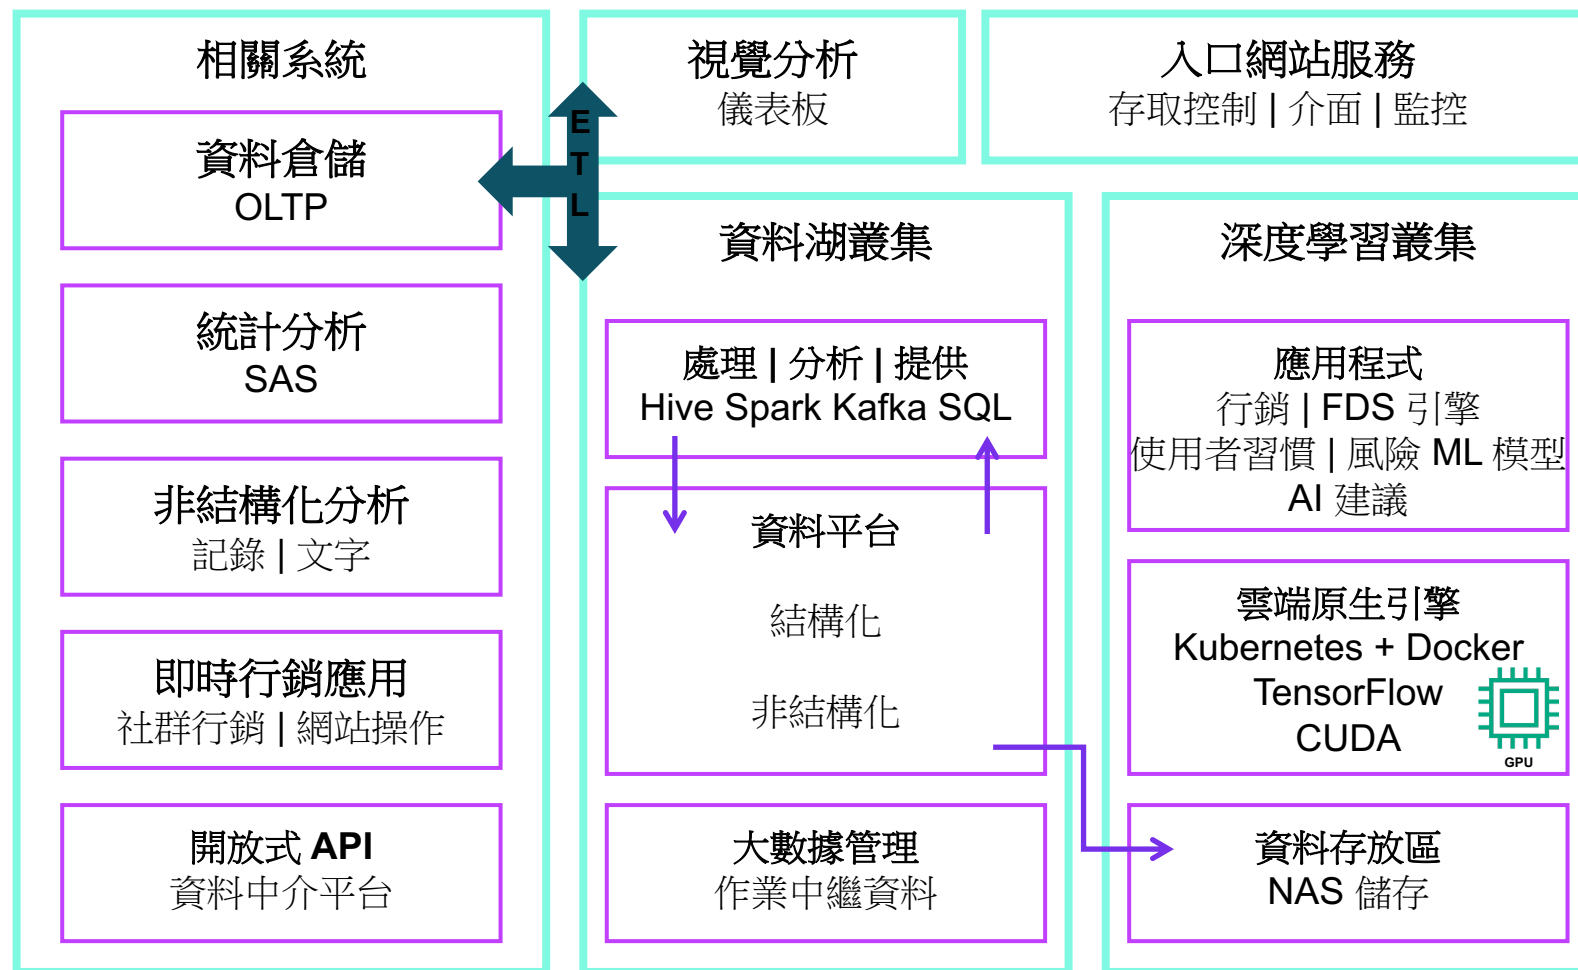 相關系統
資料倉儲
OLTP
統計分析
SAS
非結構化分析
記錄 | 文字
即時行銷應用
社群行銷 | 網站操作
開放式 API
資料中介平台
E
T
L
視覺分析
儀表板
入口網站服務
存取控制 | 介面 | 監控
資料湖叢集
處理 | 分析 | 提供
Hive Spark Kafka SQL
資料平台
結構化
非結構化
大數據管理
作業中繼資料
深度學習叢集
應用程式
行銷 | FDS 引擎
使用者習慣 | 風險 ML 模型
AI 建議
雲端原生引擎
Kubernetes + Docker
TensorFlow
CUDA
GPU
資料存放區
NAS 儲存